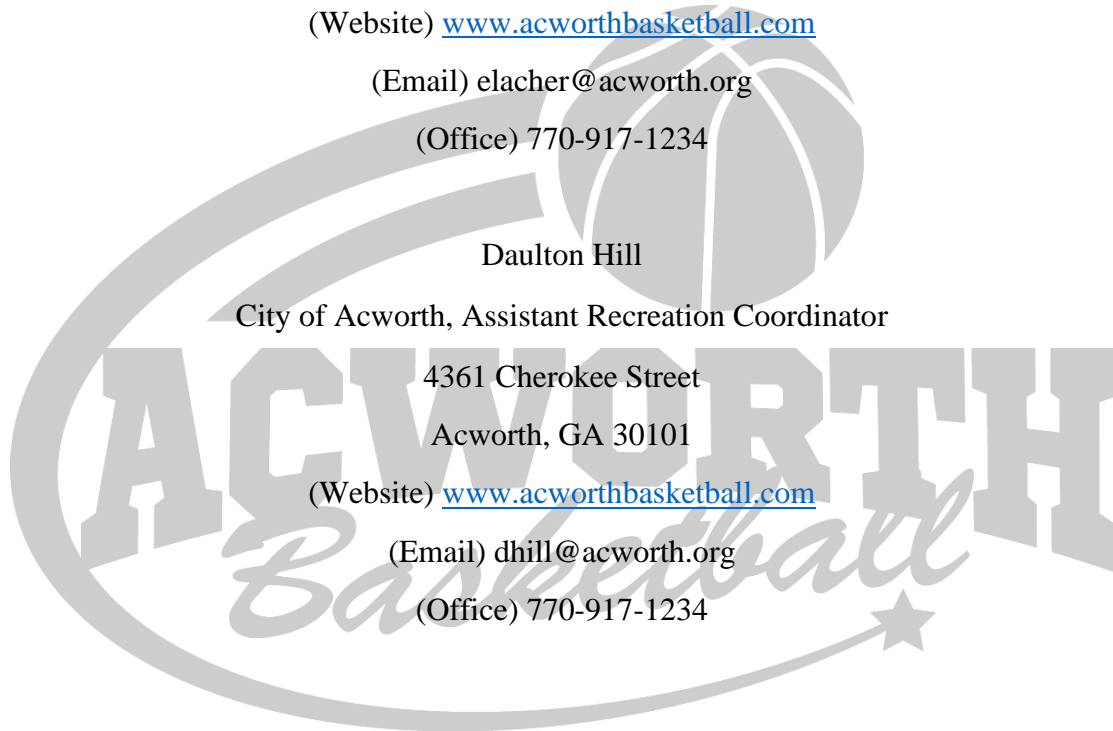 (Website) www.acworthbasketball.com
(Email) elacher@acworth.org
(Office) 770-917-1234
Daulton Hill
City of Acworth, Assistant Recreation Coordinator
4361 Cherokee Street
Acworth, GA 30101
(Website) www.acworthbasketball.com
(Email) dhill@acworth.org
(Office) 770-917-1234
ACWORTH
Basketball